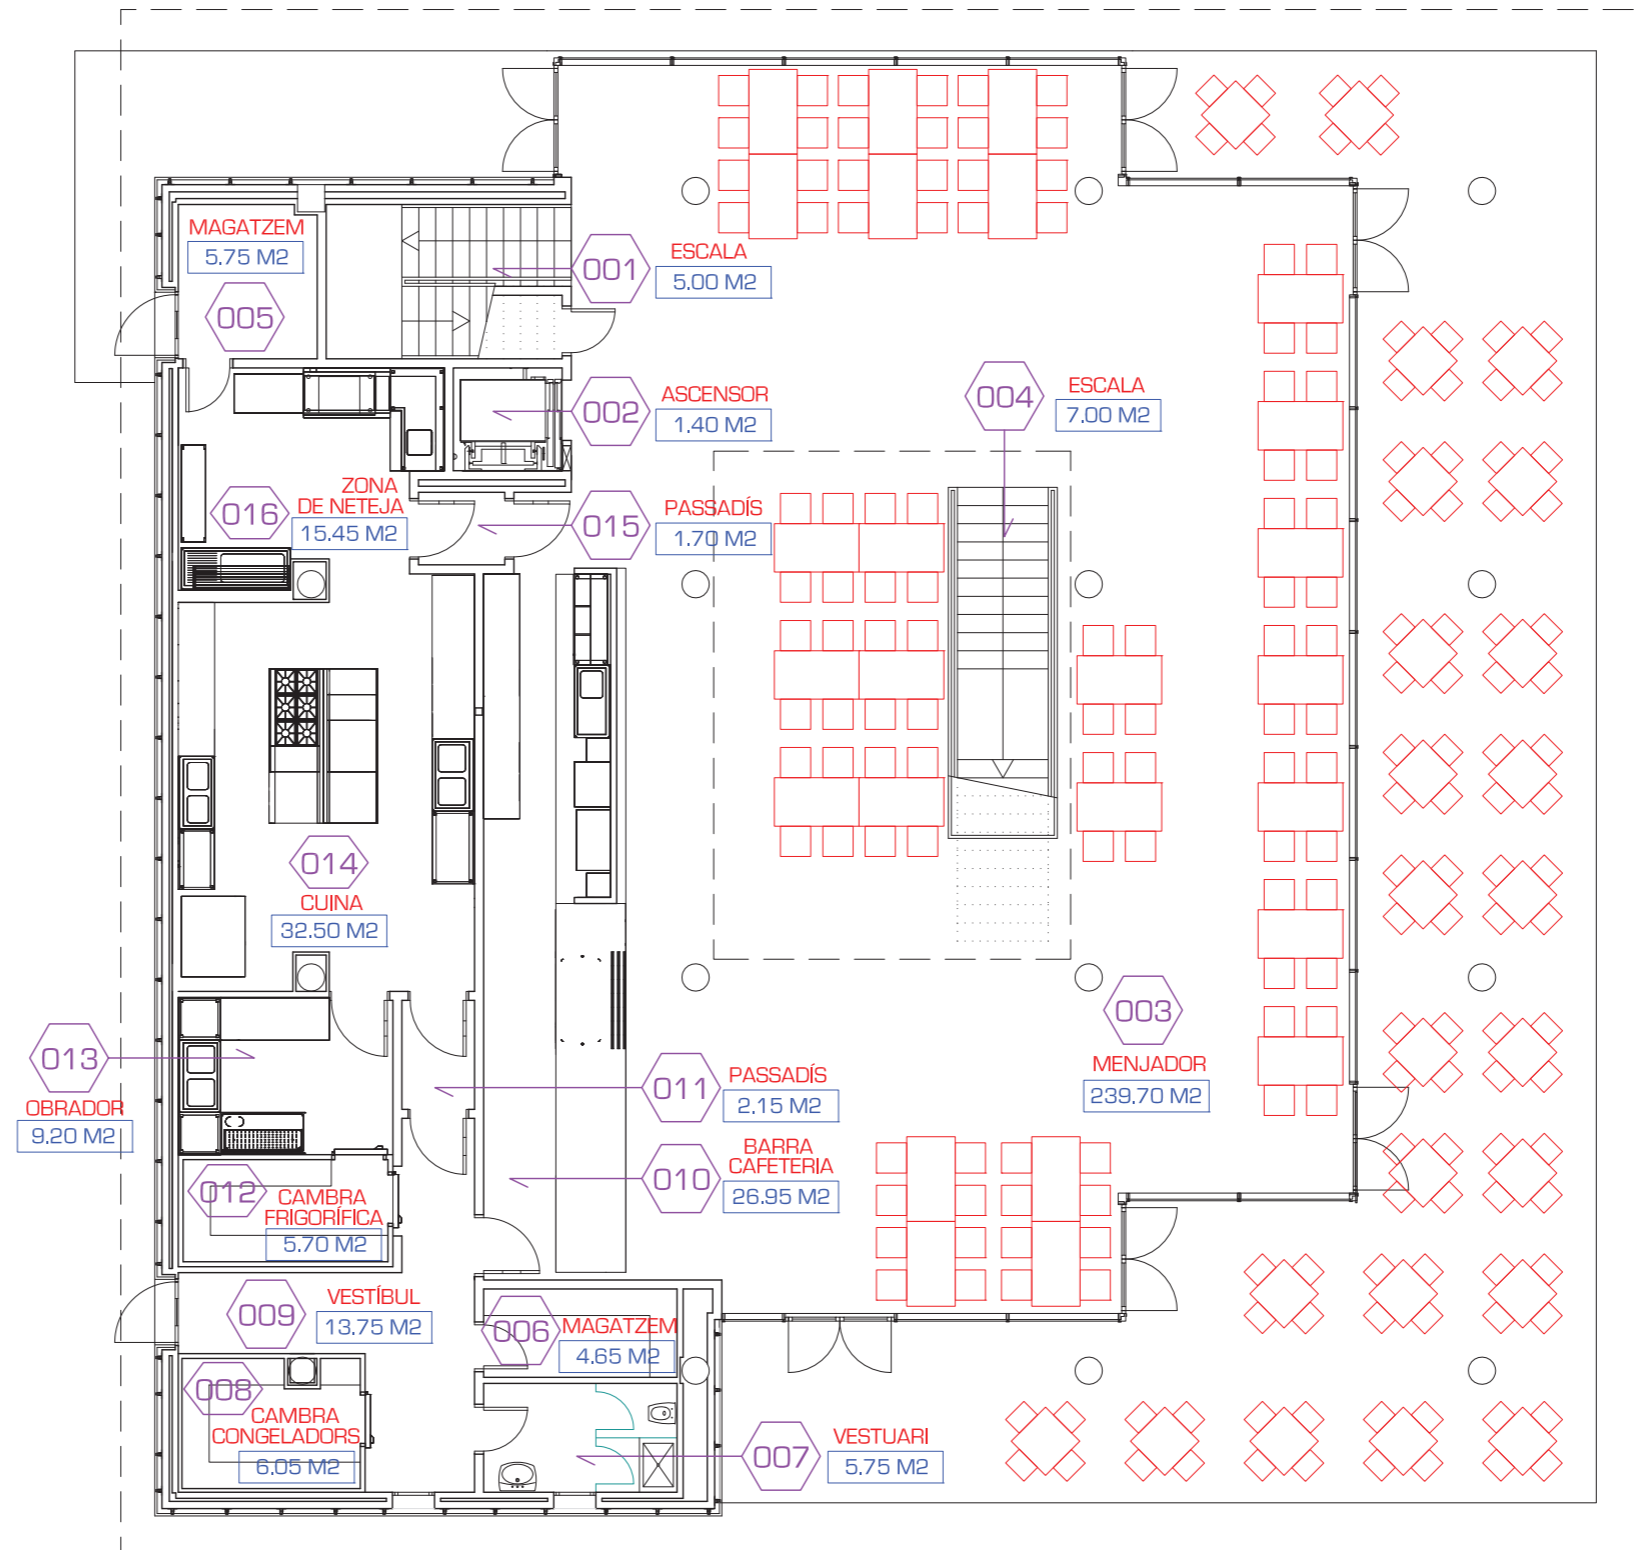 MAGATZEM
5.75 M2
005
001
ESCALA
5.00 M2
002
ASCENSOR
1.40 M2
004
ESCALA
7.00 M2
016
ZONA
DE NETEJA
15.45 M2
015
PASSADÍS
1.70 M2
014
CUINA
32.50 M2
003
MENJADOR
239.70 M2
013
OBRADOR
9.20 M2
011
PASSADÍS
2.15 M2
010
BARRA
CAFETERIA
26.95 M2
012
CAMBRA
FRIGORÍFICA
5.70 M2
009
VESTÍBUL
13.75 M2
006
MAGATZEM
4.65 M2
008
CAMBRA
CONGELADORS
6.05 M2
007
VESTUARI
5.75 M2